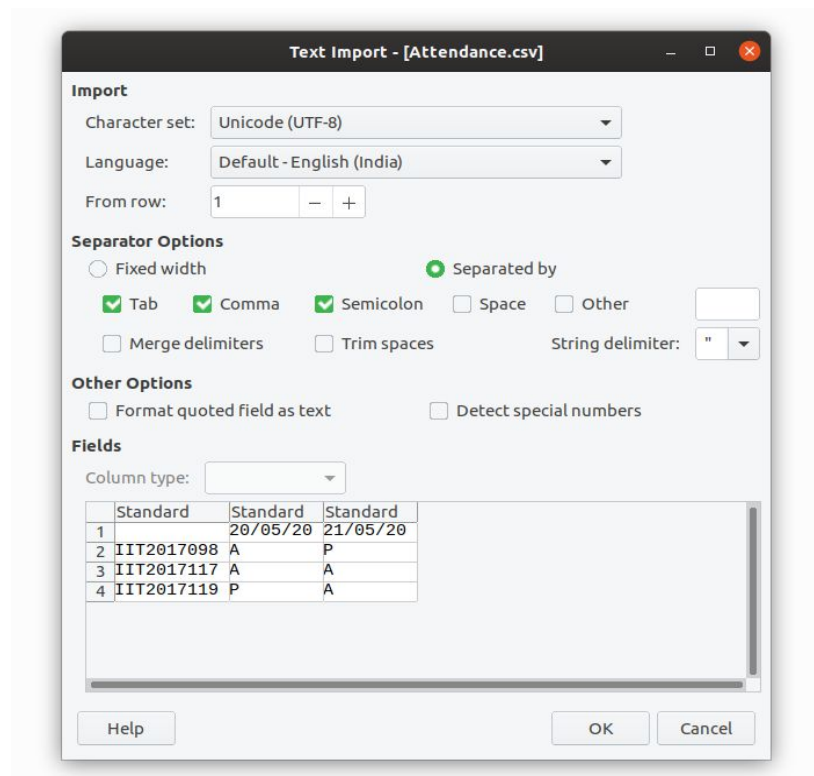 Text Import - [Attendance.csv]
Import
Character set: Unicode (UTF-8)
Language: Default - English (India)
From row: 1 − +
Separator Options
Fixed width Separated by
Tab Comma Semicolon Space Other
Merge delimiters Trim spaces String delimiter: "
Other Options
Format quoted field as text Detect special numbers
Fields
Column type:
Standard Standard Standard
1 20/05/20 21/05/20
2 IIT2017098 A P
3 IIT2017117 A A
4 IIT2017119 P A
Help OK Cancel